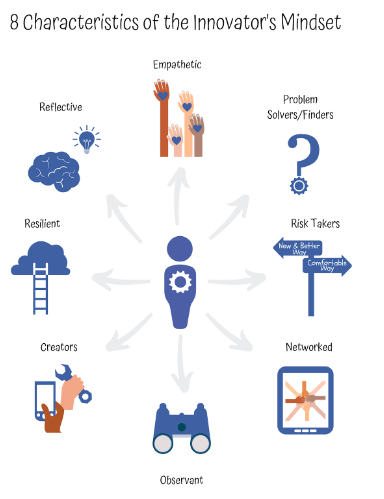 8 Characteristics of the Innovator's Mindset
Empathetic
Reflective
Problem
Solvers/Finders
Resilient
Risk Takers
New & Better
Way
Comfortable
Way
Creators
Networked
Observant